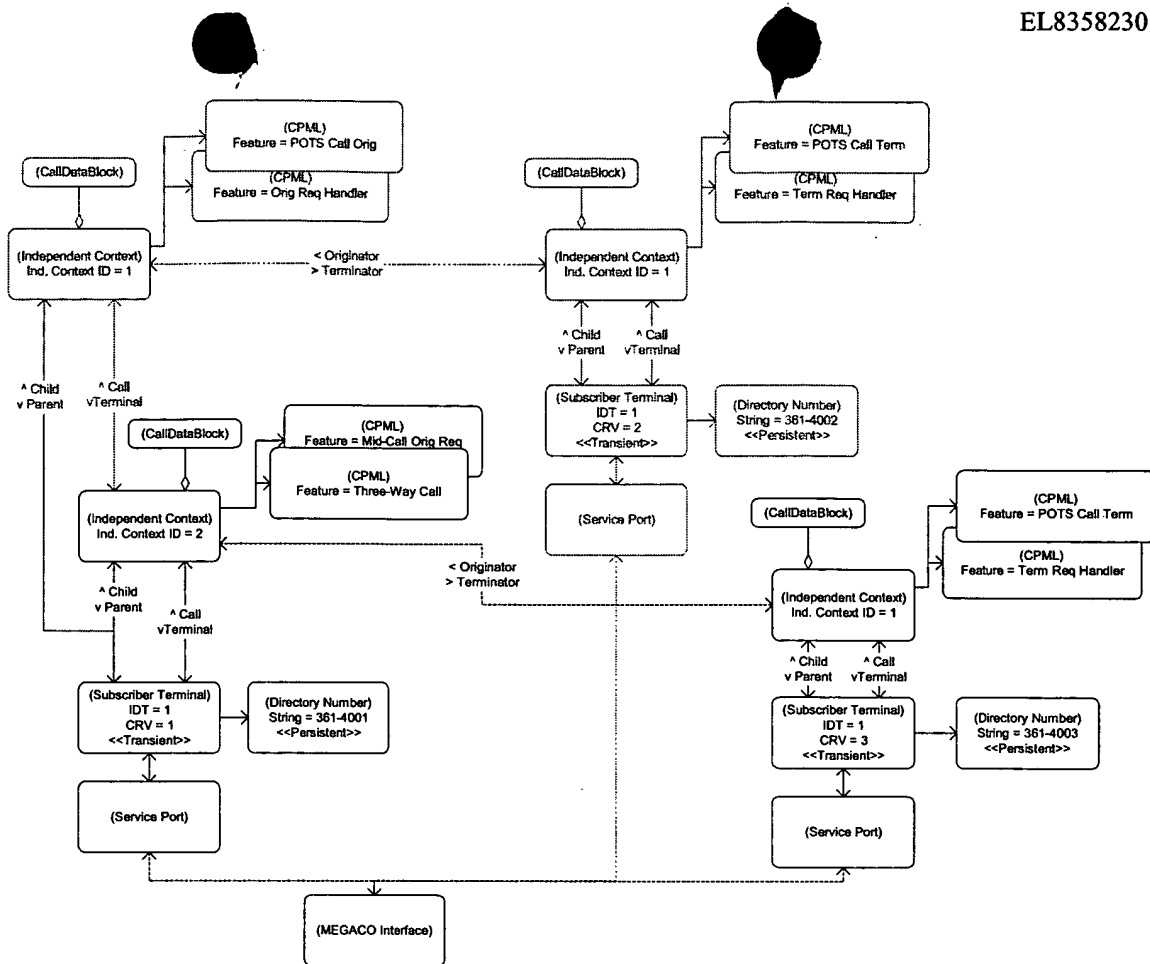 EL8358230
(CPML)
Feature = POTS Call Orig
(CPML)
Feature = Orig Req Handler
(CallDataBlock)
(Independent Context)
Ind. Context ID = 1
< Originator
> Terminator
(CPML)
Feature = POTS Call Term
(CPML)
Feature = Term Req Handler
(CallDataBlock)
(Independent Context)
Ind. Context ID = 1
^ Child
v Parent
^ Call
vTerminal
^ Child
v Parent
^ Call
vTerminal
(Subscriber Terminal)
IDT = 1
CRV = 2
<<Transient>>
(Directory Number)
String = 361-4002
<<Persistent>>
(Service Port)
(CallDataBlock)
(CPML)
Feature = Mid-Call Orig Req
(CPML)
Feature = Three-Way Call
(Independent Context)
Ind. Context ID = 2
< Originator
> Terminator
(CallDataBlock)
(CPML)
Feature = POTS Call Term
(CPML)
Feature = Term Req Handler
(Independent Context)
Ind. Context ID = 1
^ Child
v Parent
^ Call
vTerminal
^ Child
v Parent
^ Call
vTerminal
(Subscriber Terminal)
IDT = 1
CRV = 1
<<Transient>>
(Directory Number)
String = 361-4001
<<Persistent>>
(Subscriber Terminal)
IDT = 1
CRV = 3
<<Transient>>
(Directory Number)
String = 361-4003
<<Persistent>>
(Service Port)
(Service Port)
(MEGACO Interface)